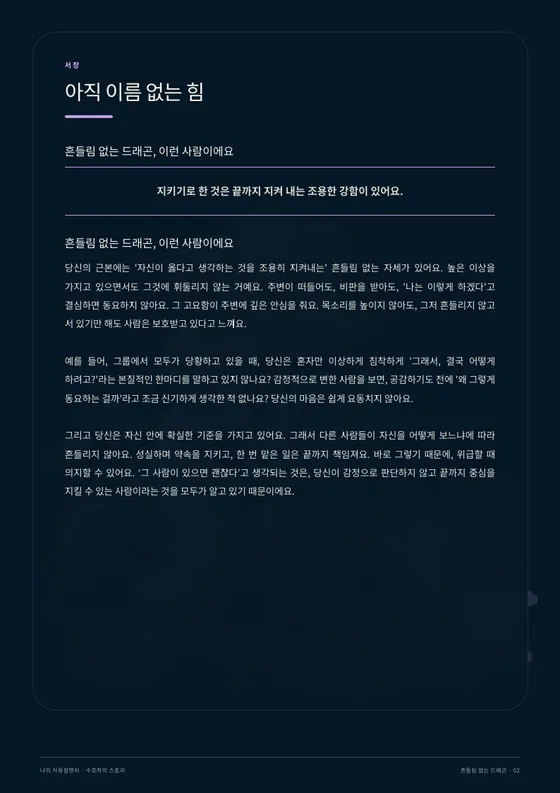 서장
아직 이름 없는 힘
흔들림 없는 드래곤, 이런 사람이에요
지키기로 한 것은 끝까지 지켜 내는 조용한 강함이 있어요.
흔들림 없는 드래곤, 이런 사람이에요
당신의 근본에는 '자신이 옳다고 생각하는 것을 조용히 지켜내는' 흔들림 없는 자세가 있어요. 높은 이상을
가지고 있으면서도 그것에 휘둘리지 않는 거예요. 주변이 떠들어도, 비판을 받아도, '나는 이렇게 하겠다'고
결심하면 동요하지 않아요. 그 고요함이 주변에 깊은 안심을 줘요. 목소리를 높이지 않아도, 그저 흔들리지 않고
서 있기만 해도 사람은 보호받고 있다고 느껴요.
예를 들어, 그룹에서 모두가 당황하고 있을 때, 당신은 혼자만 이상하게 침착하게 '그래서, 결국 어떻게
하려고?'라는 본질적인 한마디를 말하고 있지 않나요? 감정적으로 변한 사람을 보면, 공감하기도 전에 '왜 그렇게
동요하는 걸까'라고 조금 신기하게 생각한 적 없나요? 당신의 마음은 쉽게 요동치지 않아요.
그리고 당신은 자신 안에 확실한 기준을 가지고 있어요. 그래서 다른 사람들이 자신을 어떻게 보느냐에 따라
흔들리지 않아요. 성실하며 약속을 지키고, 한 번 맡은 일은 끝까지 책임져요. 바로 그렇기 때문에, 위급할 때
의지할 수 있어요. '그 사람이 있으면 괜찮다'고 생각되는 것은, 당신이 감정으로 판단하지 않고 끝까지 중심을
지킬 수 있는 사람이라는 것을 모두가 알고 있기 때문이에요.
나의 사용설명서 · 수호자의 스토리
흔들림 없는 드래곤 · 02